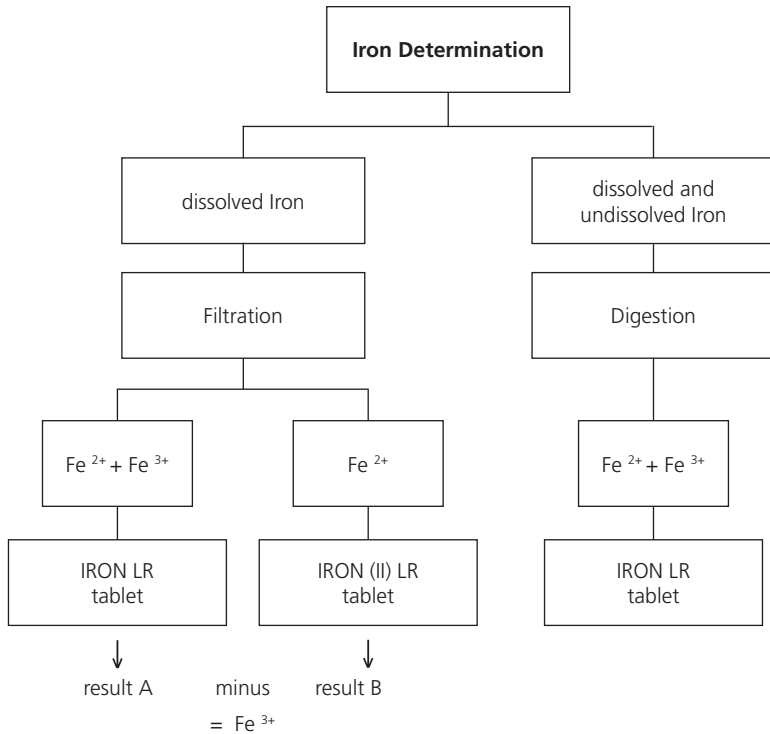 Iron Determination
dissolved Iron
dissolved and
undissolved Iron
Filtration
Digestion
Fe ²⁺ + Fe ³⁺
Fe ²⁺
Fe ²⁺ + Fe ³⁺
IRON LR
tablet
IRON (II) LR
tablet
IRON LR
tablet
result A minus result B
= Fe ³⁺